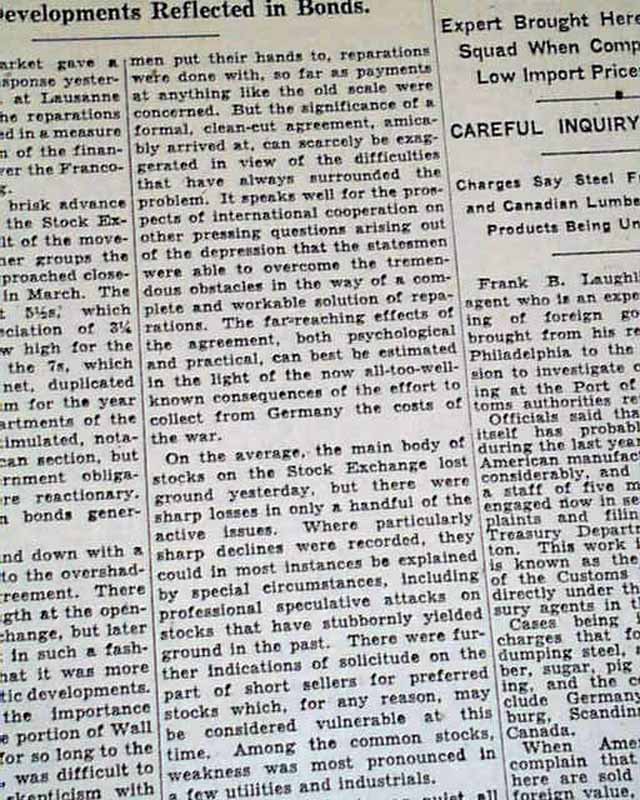 Developments Reflected in Bonds.
arket gave a
sponse yester-
at Lausanne
he reparations
ed in a measure
n of the finan-
ver the Franco-
g.
brisk advance
the Stock Ex-
lt of the move-
her groups the
proached close-
in March. The
t 5½s, which
ciation of 3¼
w high for the
the 7s, which
net, duplicated
m for the year
artments of the
timulated, nota-
can section, but
rnment obliga-
re reactionary.
n bonds gener-
nd down with a
to the overshad-
reement. There
gth at the open-
change, but later
in such a fash-
hat it was more
tic developments.
the importance
e portion of Wall
for so long to the
was difficult to
skepticism with
men put their hands to, reparations
were done with, so far as payments
at anything like the old scale were
concerned. But the significance of a
formal, clean-cut agreement, amica-
bly arrived at, can scarcely be exag-
gerated in view of the difficulties
that have always surrounded the
problem. It speaks well for the pros-
pects of international cooperation on
other pressing questions arising out
of the depression that the statesmen
were able to overcome the tremen-
dous obstacles in the way of a com-
plete and workable solution of repa-
rations. The far-reaching effects of
the agreement, both psychological
and practical, can best be estimated
in the light of the now all-too-well-
known consequences of the effort to
collect from Germany the costs of
the war.
On the average, the main body of
stocks on the Stock Exchange lost
ground yesterday, but there were
sharp losses in only a handful of the
active issues. Where particularly
sharp declines were recorded, they
could in most instances be explained
by special circumstances, including
professional speculative attacks on
stocks that have stubbornly yielded
ground in the past. There were fur-
ther indications of solicitude on the
part of short sellers for preferred
stocks which, for any reason, may
be considered vulnerable at this
time. Among the common stocks,
weakness was most pronounced in
a few utilities and industrials.
quiet all
Expert Brought Here
Squad When Comp
Low Import Price
CAREFUL INQUIRY
Charges Say Steel F
and Canadian Lumbe
Products Being Un
Frank B. Laughli
agent who is an expe
ing of foreign go
brought from his re
Philadelphia to the
sion to investigate c
ing at the Port of
toms authorities re
Officials said tha
itself has probabl
during the last year
American manufact
considerably, and
a staff of five m
engaged now in se
plaints and filin
Treasury Depart
ton. This work i
is known as the
of the Customs
directly under th
sury agents in t
Cases being i
charges that fo
dumping steel, a
ber, sugar, pig
ing, and the c
clude Germany
burg, Scandin
Canada.
When Amer
complain that
here are sold
foreign value,